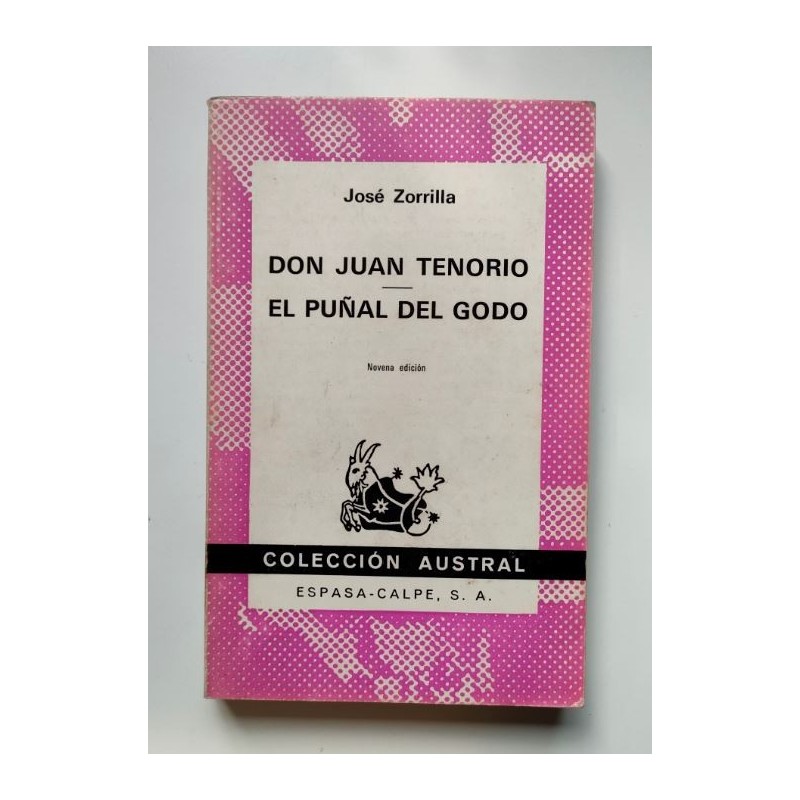 José Zorrilla
DON JUAN TENORIO
EL PUÑAL DEL GODO
Novena edición
COLECCIÓN AUSTRAL
ESPASA-CALPE, S. A.